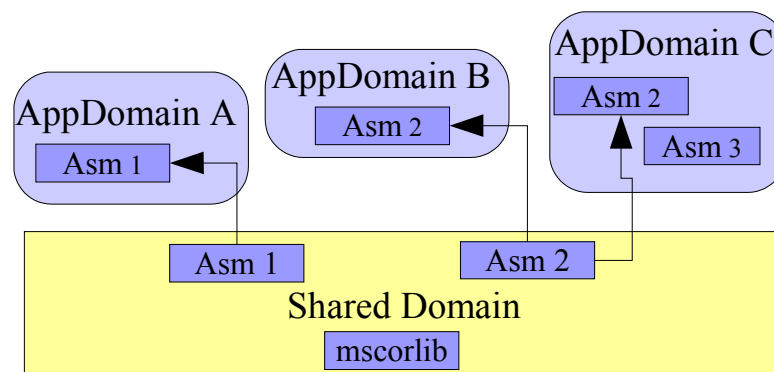 AppDomain A
Asm 1
AppDomain B
Asm 2
AppDomain C
Asm 2
Asm 3
Asm 1
Asm 2
Shared Domain
mscorlib